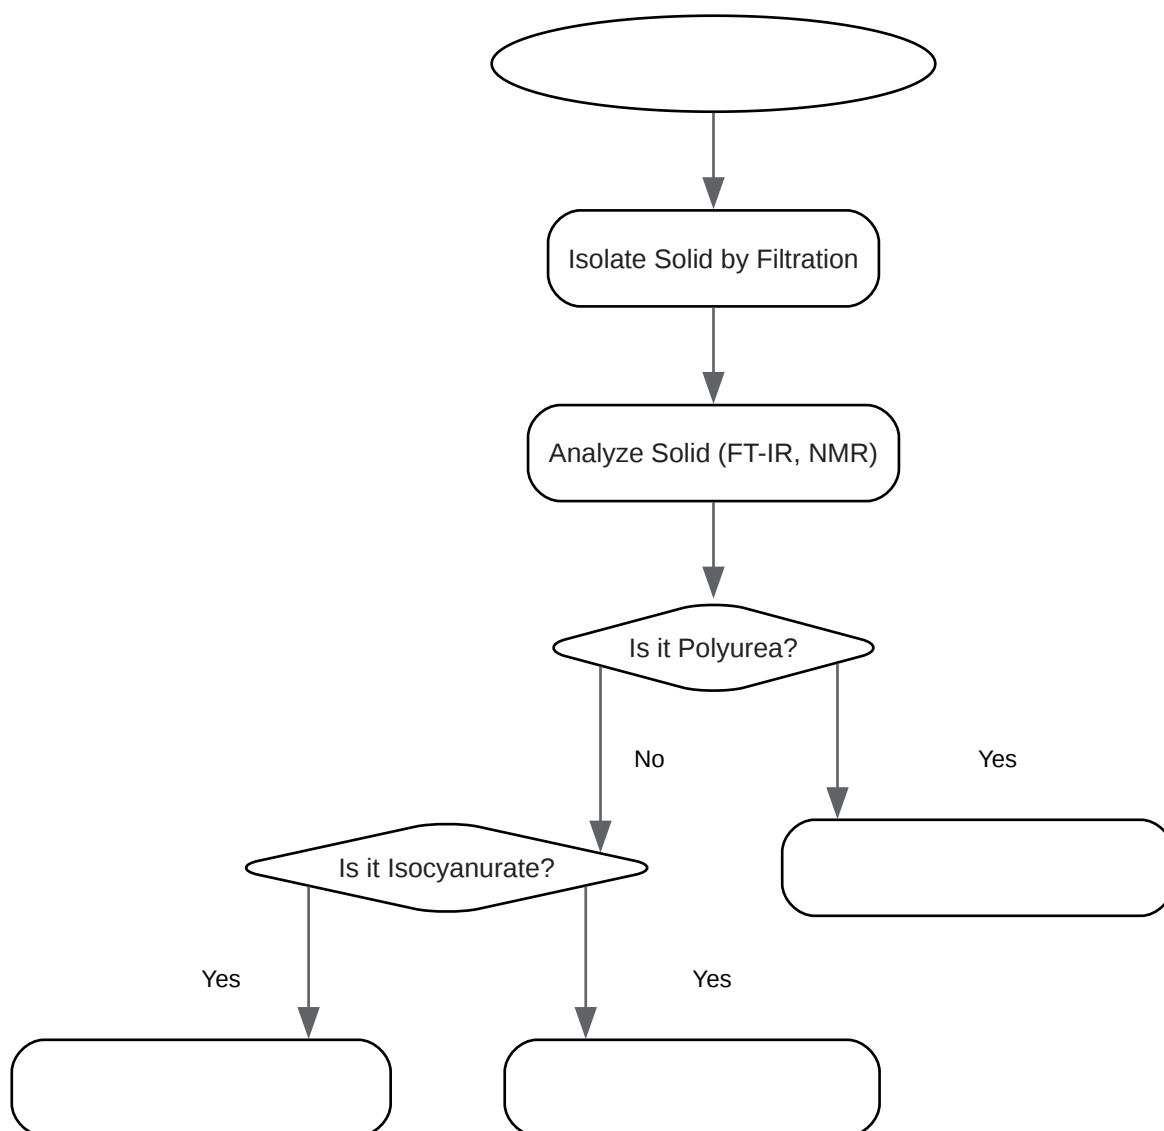 Isolate Solid by Filtration
Analyze Solid (FT-IR, NMR)
Is it Polyurea?
No
Yes
Is it Isocyanurate?
Yes
Yes